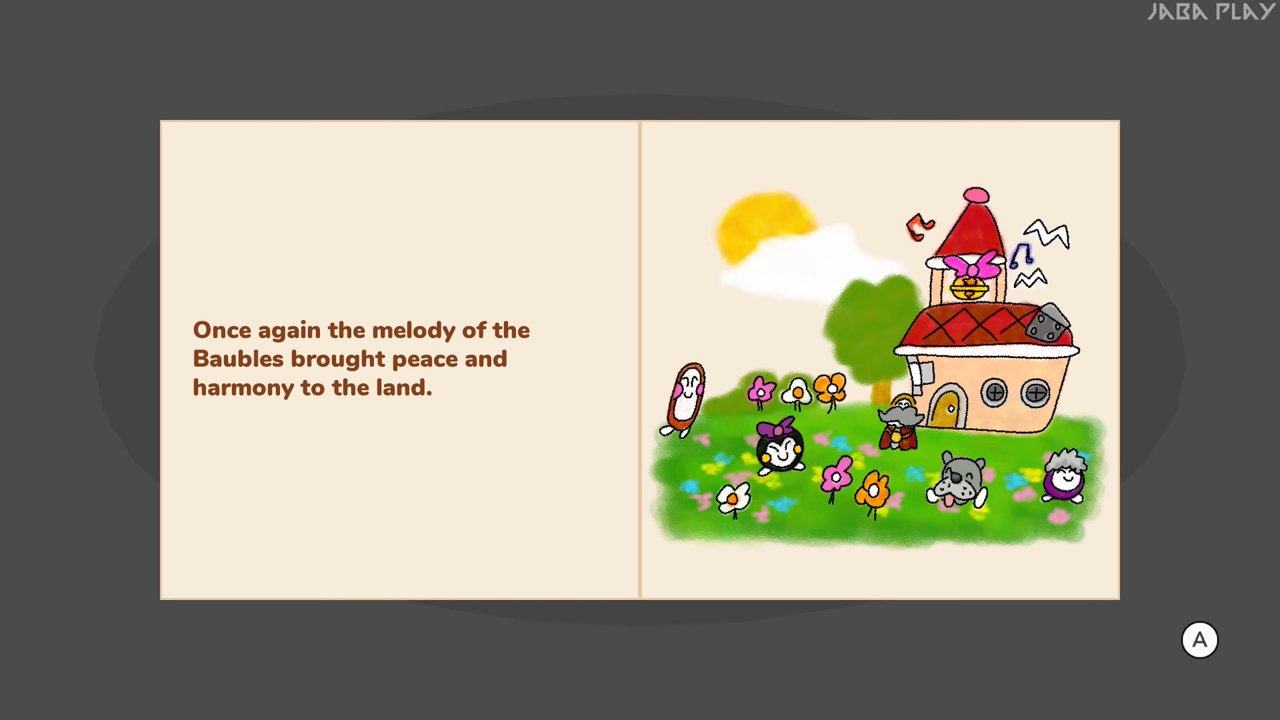 JABA PLAY
Once again the melody of the
Baubles brought peace and
harmony to the land.
A